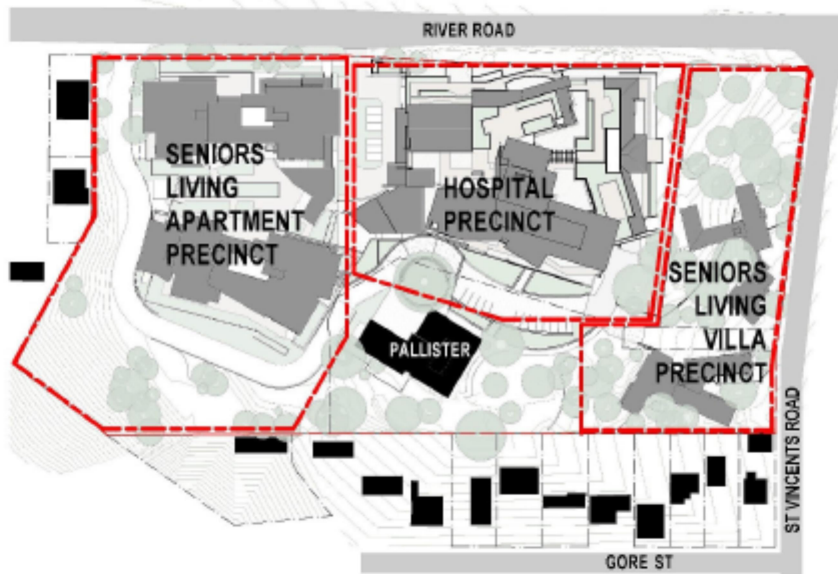 RIVER ROAD
SENIORS
LIVING
APARTMENT
PRECINCT
HOSPITAL
PRECINCT
SENIORS
LIVING
VILLA
PRECINCT
PALLISTER
ST VINCENTS ROAD
GORE ST